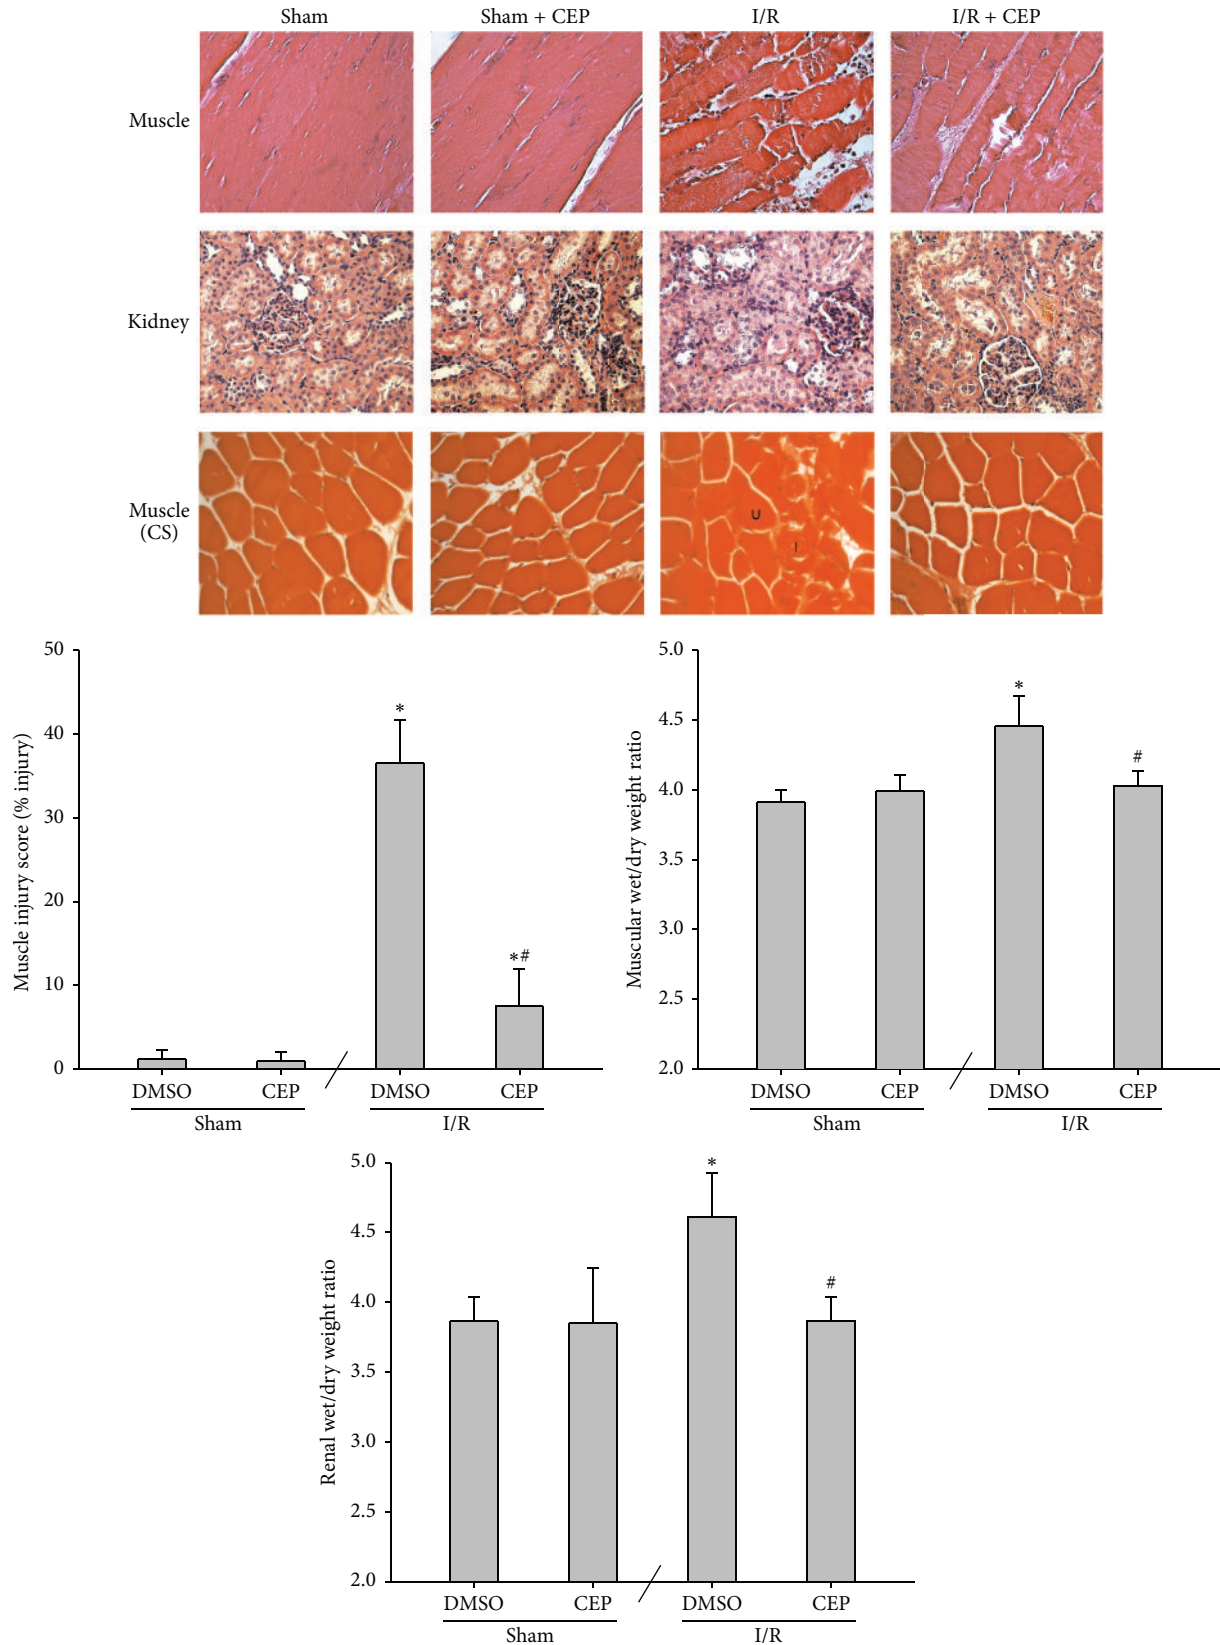 Sham Sham + CEP I/R I/R + CEP
Muscle
Kidney
Muscle
(CS)
U
I
Muscle injury score (% injury)
50
40
30
20
10
0
*
*#
DMSO CEP DMSO CEP
Sham I/R
Muscular wet/dry weight ratio
5.0
4.5
4.0
3.5
3.0
2.5
2.0
*
#
DMSO CEP DMSO CEP
Sham I/R
Renal wet/dry weight ratio
5.0
4.5
4.0
3.5
3.0
2.5
2.0
*
#
DMSO CEP DMSO CEP
Sham I/R